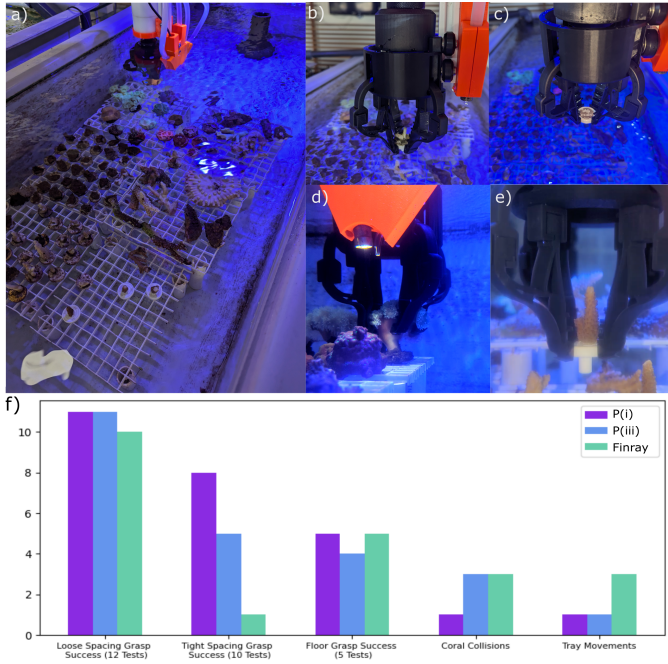 a)
b)
c)
d)
e)
f)
P(i)
P(iii)
Finray
10
8
6
4
2
0
Loose Spacing Grasp
Success (12 Tests)
Tight Spacing Grasp
Success (10 Tests)
Floor Grasp Success
(5 Tests)
Coral Collisions
Tray Movements